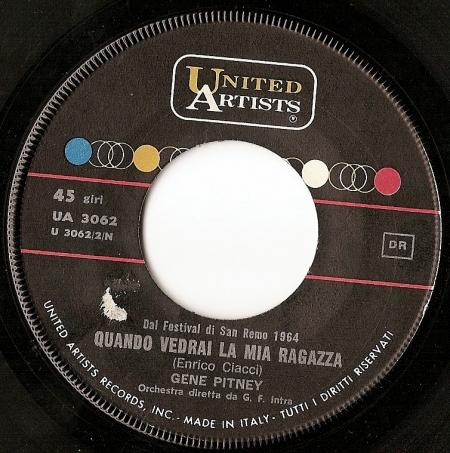 UNITED
ARTISTS
®
45 giri
UA 3062
U 3062/2/N
DR
Dal Festival di San Remo 1964
QUANDO VEDRAI LA MIA RAGAZZA
(Enrico Ciacci)
GENE PITNEY
Orchestra diretta da G. F. Intra
UNITED ARTISTS RECORDS, INC. - MADE IN ITALY - TUTTI I DIRITTI RISERVATI